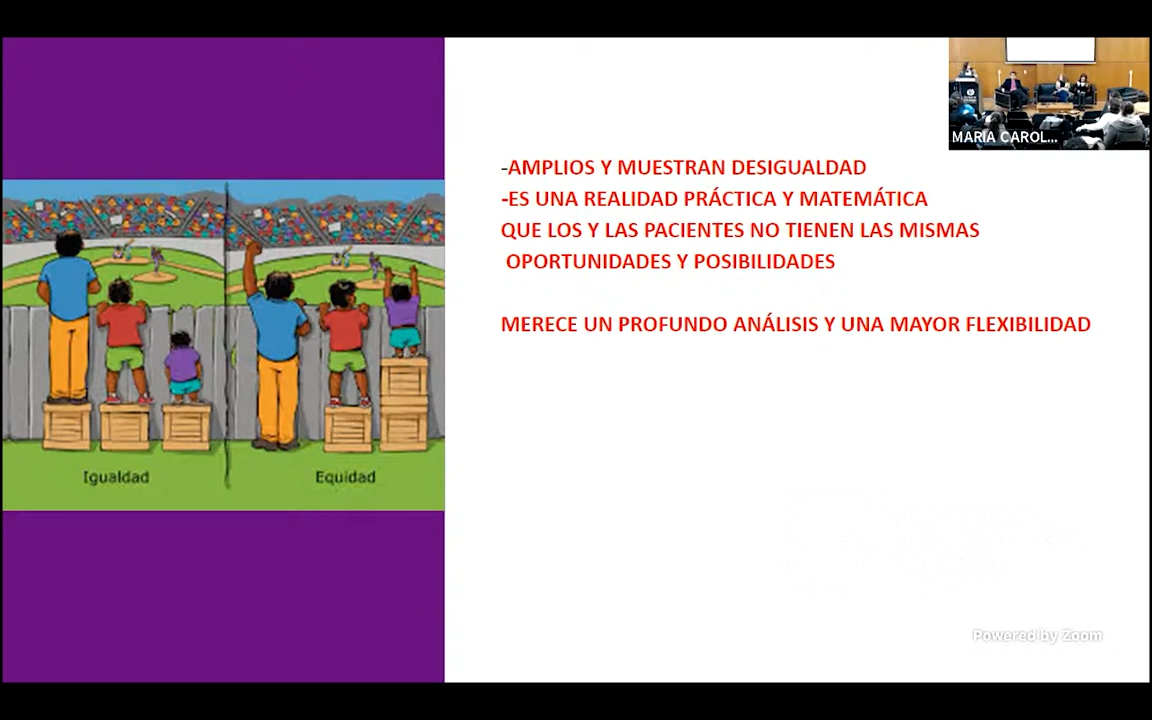 MARIA CAROL...
-AMPLIOS Y MUESTRAN DESIGUALDAD
-ES UNA REALIDAD PRÁCTICA Y MATEMÁTICA
QUE LOS Y LAS PACIENTES NO TIENEN LAS MISMAS
OPORTUNIDADES Y POSIBILIDADES
MERECE UN PROFUNDO ANÁLISIS Y UNA MAYOR FLEXIBILIDAD
Igualdad
Equidad
Powered by Zoom